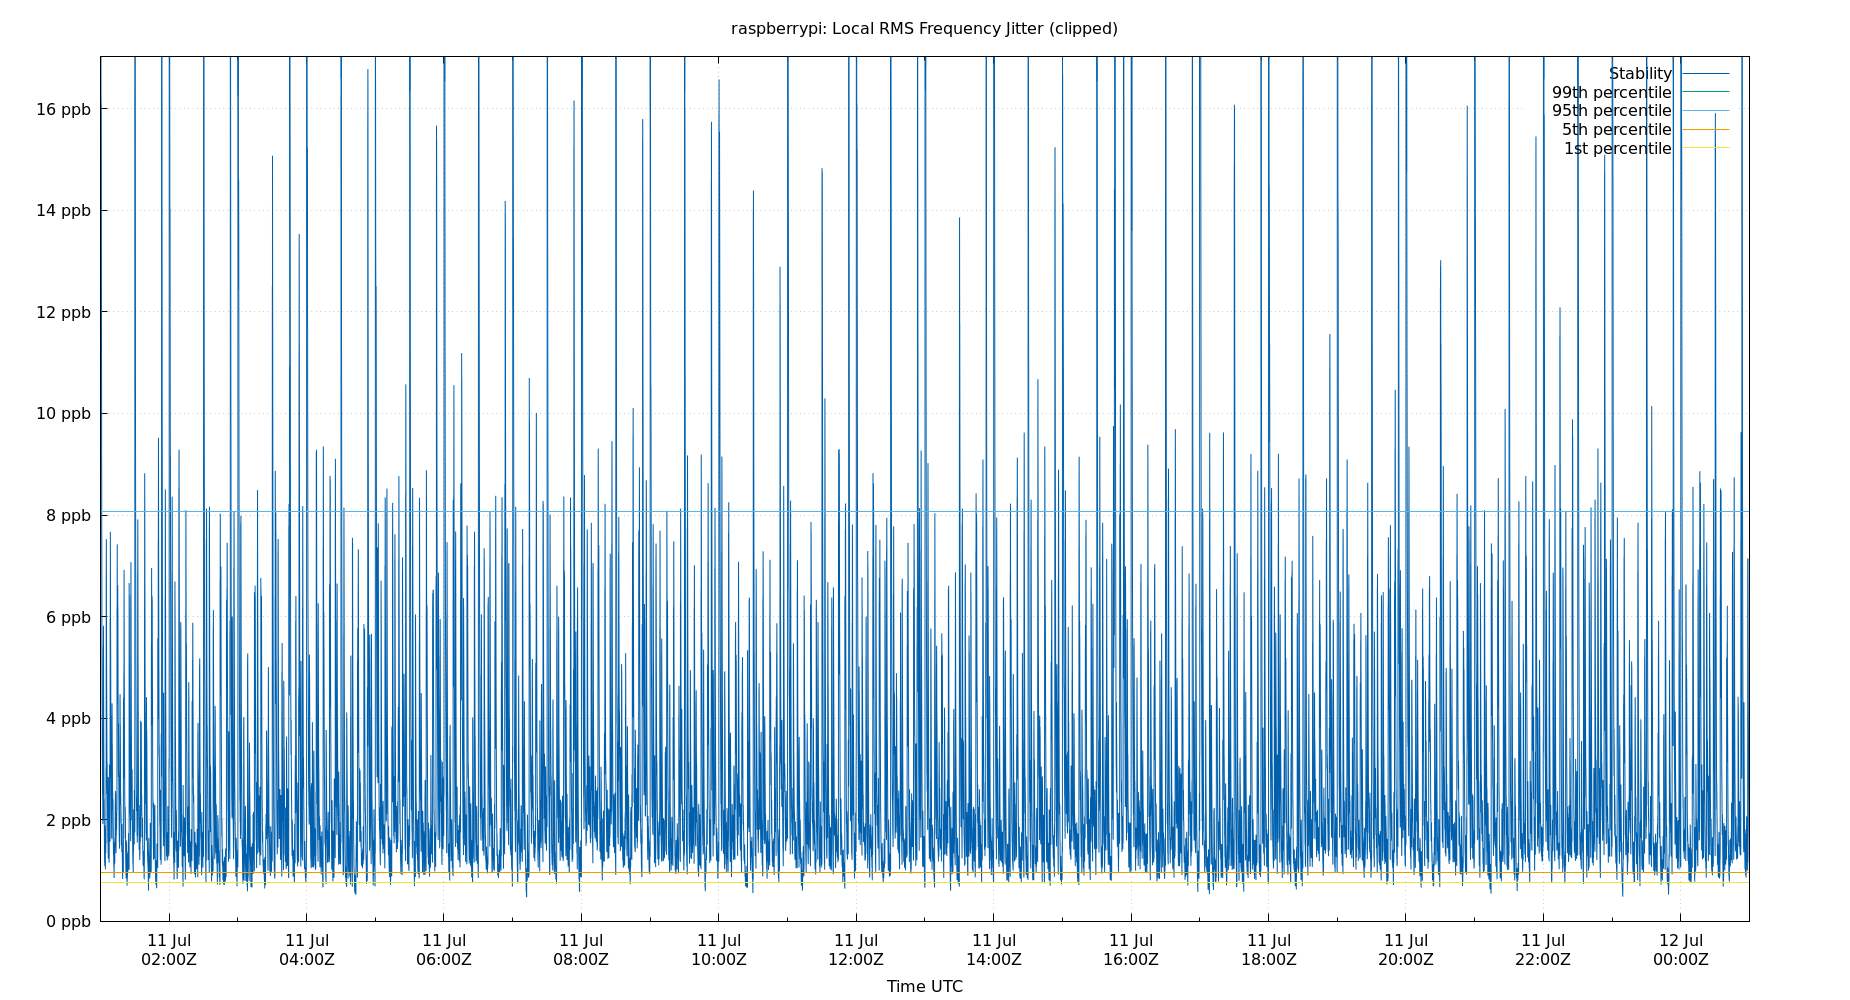 raspberrypi: Local RMS Frequency Jitter (clipped)
Stability
99th percentile
95th percentile
5th percentile
1st percentile
16 ppb
14 ppb
12 ppb
10 ppb
8 ppb
6 ppb
4 ppb
2 ppb
0 ppb
11 Jul 11 Jul 11 Jul 11 Jul 11 Jul 11 Jul 11 Jul 11 Jul 11 Jul 11 Jul 11 Jul 12 Jul
02:00Z 04:00Z 06:00Z 08:00Z 10:00Z 12:00Z 14:00Z 16:00Z 18:00Z 20:00Z 22:00Z 00:00Z
Time UTC